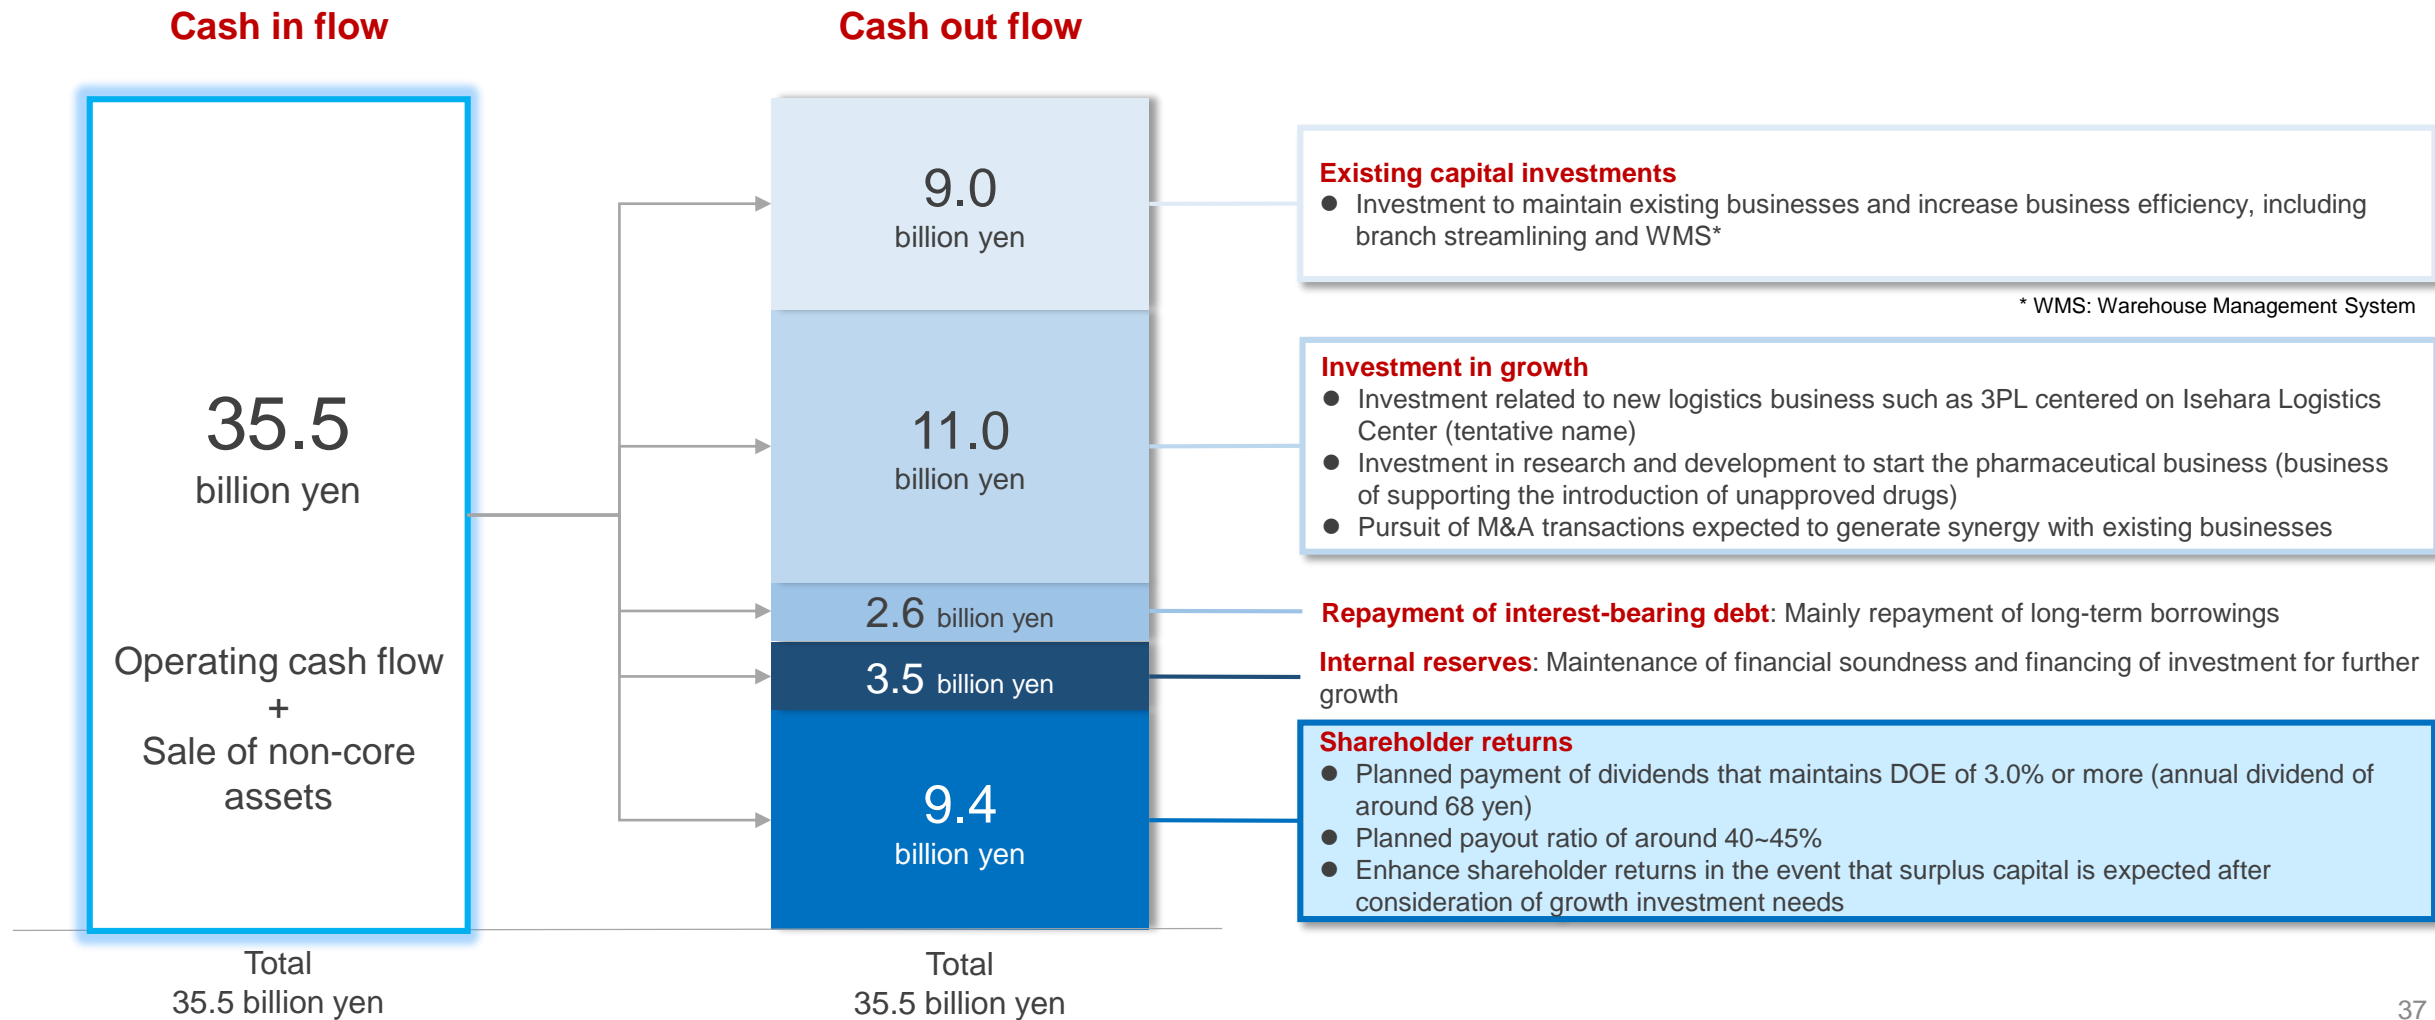 Cash in flow
Cash out flow
35.5
billion yen
Operating cash flow
+
Sale of non-core
assets
Total
35.5 billion yen
9.0
billion yen
11.0
billion yen
2.6 billion yen
3.5 billion yen
9.4
billion yen
Total
35.5 billion yen
Existing capital investments
● Investment to maintain existing businesses and increase business efficiency, including
branch streamlining and WMS*
* WMS: Warehouse Management System
Investment in growth
● Investment related to new logistics business such as 3PL centered on Isehara Logistics
Center (tentative name)
● Investment in research and development to start the pharmaceutical business (business
of supporting the introduction of unapproved drugs)
● Pursuit of M&A transactions expected to generate synergy with existing businesses
Repayment of interest-bearing debt: Mainly repayment of long-term borrowings
Internal reserves: Maintenance of financial soundness and financing of investment for further
growth
Shareholder returns
● Planned payment of dividends that maintains DOE of 3.0% or more (annual dividend of
around 68 yen)
● Planned payout ratio of around 40~45%
● Enhance shareholder returns in the event that surplus capital is expected after
consideration of growth investment needs
37